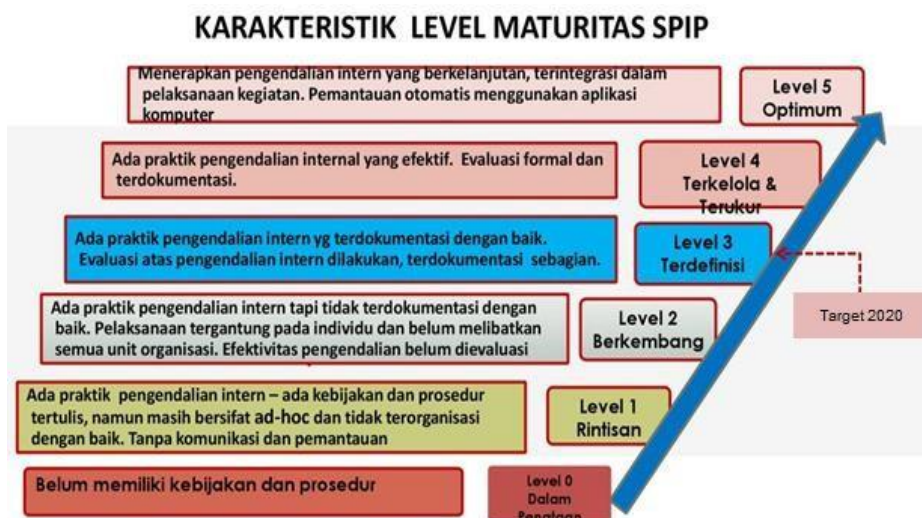 KARAKTERISTIK LEVEL MATURITAS SPIP
Menerapkan pengendalian intern yang berkelanjutan, terintegrasi dalam
pelaksanaan kegiatan. Pemantauan otomatis menggunakan aplikasi
komputer
Level 5
Optimum
Ada praktik pengendalian internal yang efektif. Evaluasi formal dan
terdokumentasi.
Level 4
Terkelola &
Terukur
Ada praktik pengendalian intern yg terdokumentasi dengan baik.
Evaluasi atas pengendalian intern dilakukan, terdokumentasi sebagian.
Level 3
Terdefinisi
Target 2020
Ada praktik pengendalian intern tapi tidak terdokumentasi dengan
baik. Pelaksanaan tergantung pada individu dan belum melibatkan
semua unit organisasi. Efektivitas pengendalian belum dievaluasi
Level 2
Berkembang
Ada praktik pengendalian intern – ada kebijakan dan prosedur
tertulis, namun masih bersifat ad-hoc dan tidak terorganisasi
dengan baik. Tanpa komunikasi dan pemantauan
Level 1
Rintisan
Belum memiliki kebijakan dan prosedur
Level 0
Dalam